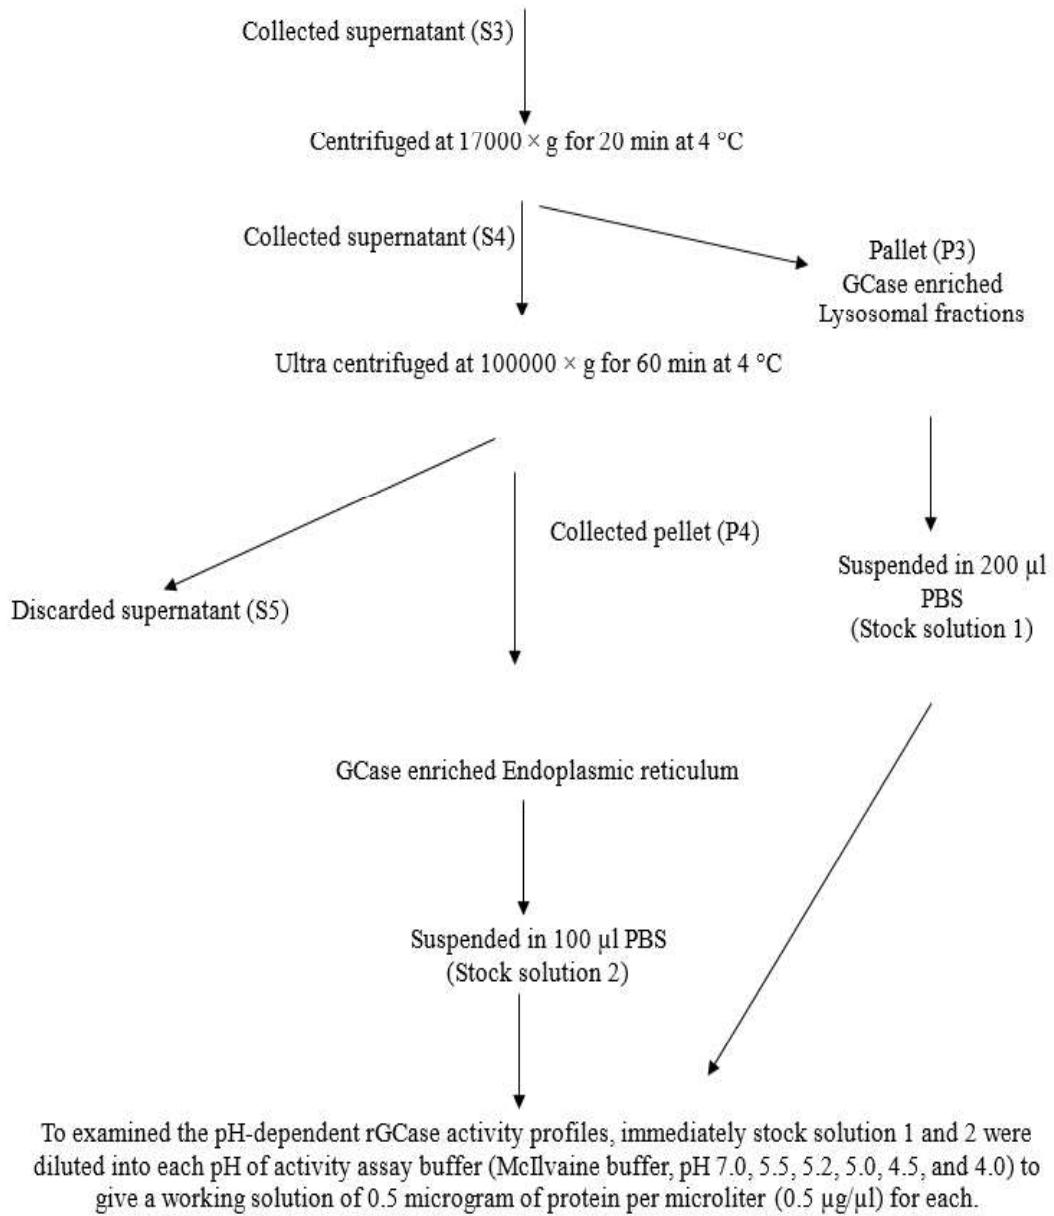 Collected supernatant (S3)
Centrifuged at 17000 × g for 20 min at 4 °C
Collected supernatant (S4)
Pallet (P3)
GCase enriched
Lysosomal fractions
Ultra centrifuged at 100000 × g for 60 min at 4 °C
Collected pellet (P4)
Suspended in 200 µl
PBS
(Stock solution 1)
Discarded supernatant (S5)
GCase enriched Endoplasmic reticulum
Suspended in 100 µl PBS
(Stock solution 2)
To examined the pH-dependent rGCase activity profiles, immediately stock solution 1 and 2 were
diluted into each pH of activity assay buffer (McIlvaine buffer, pH 7.0, 5.5, 5.2, 5.0, 4.5, and 4.0) to
give a working solution of 0.5 microgram of protein per microliter (0.5 µg/µl) for each.